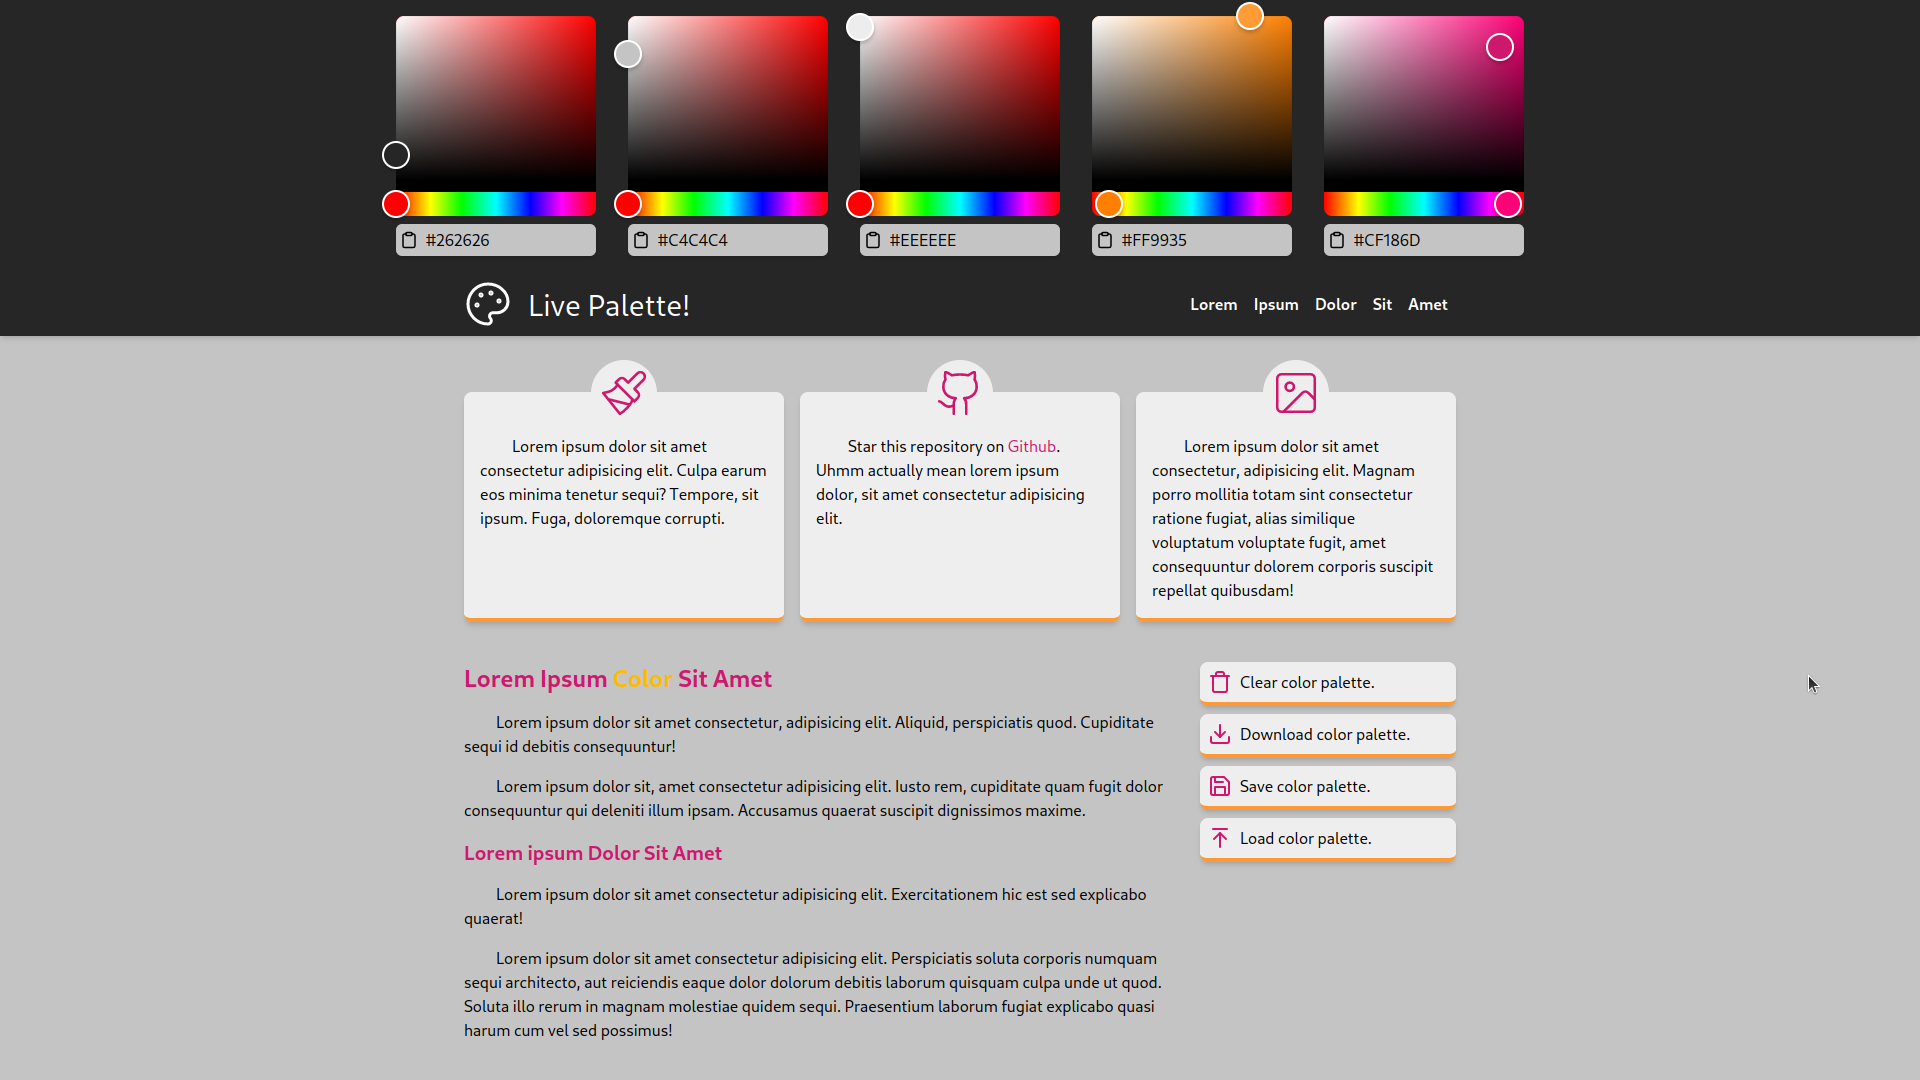 #262626
#C4C4C4
#EEEEEE
#FF9935
#CF186D
Live Palette!
Lorem Ipsum Dolor Sit Amet
Lorem ipsum dolor sit amet
consectetur adipisicing elit. Culpa earum
eos minima tenetur sequi? Tempore, sit
ipsum. Fuga, doloremque corrupti.
Star this repository on Github.
Uhmm actually mean lorem ipsum
dolor, sit amet consectetur adipisicing
elit.
Lorem ipsum dolor sit amet
consectetur, adipisicing elit. Magnam
porro mollitia totam sint consectetur
ratione fugiat, alias similique
voluptatum voluptate fugit, amet
consequuntur dolorem corporis suscipit
repellat quibusdam!
Lorem Ipsum Color Sit Amet
Lorem ipsum dolor sit amet consectetur, adipisicing elit. Aliquid, perspiciatis quod. Cupiditate
sequi id debitis consequuntur!
Lorem ipsum dolor sit, amet consectetur adipisicing elit. Iusto rem, cupiditate quam fugit dolor
consequuntur qui deleniti illum ipsam. Accusamus quaerat suscipit dignissimos maxime.
Lorem ipsum Dolor Sit Amet
Lorem ipsum dolor sit amet consectetur adipisicing elit. Exercitationem hic est sed explicabo
quaerat!
Lorem ipsum dolor sit amet consectetur adipisicing elit. Perspiciatis soluta corporis numquam
sequi architecto, aut reiciendis eaque dolor dolorum debitis laborum quisquam culpa unde ut quod.
Soluta illo rerum in magnam molestiae quidem sequi. Praesentium laborum fugiat explicabo quasi
harum cum vel sed possimus!
Clear color palette.
Download color palette.
Save color palette.
Load color palette.